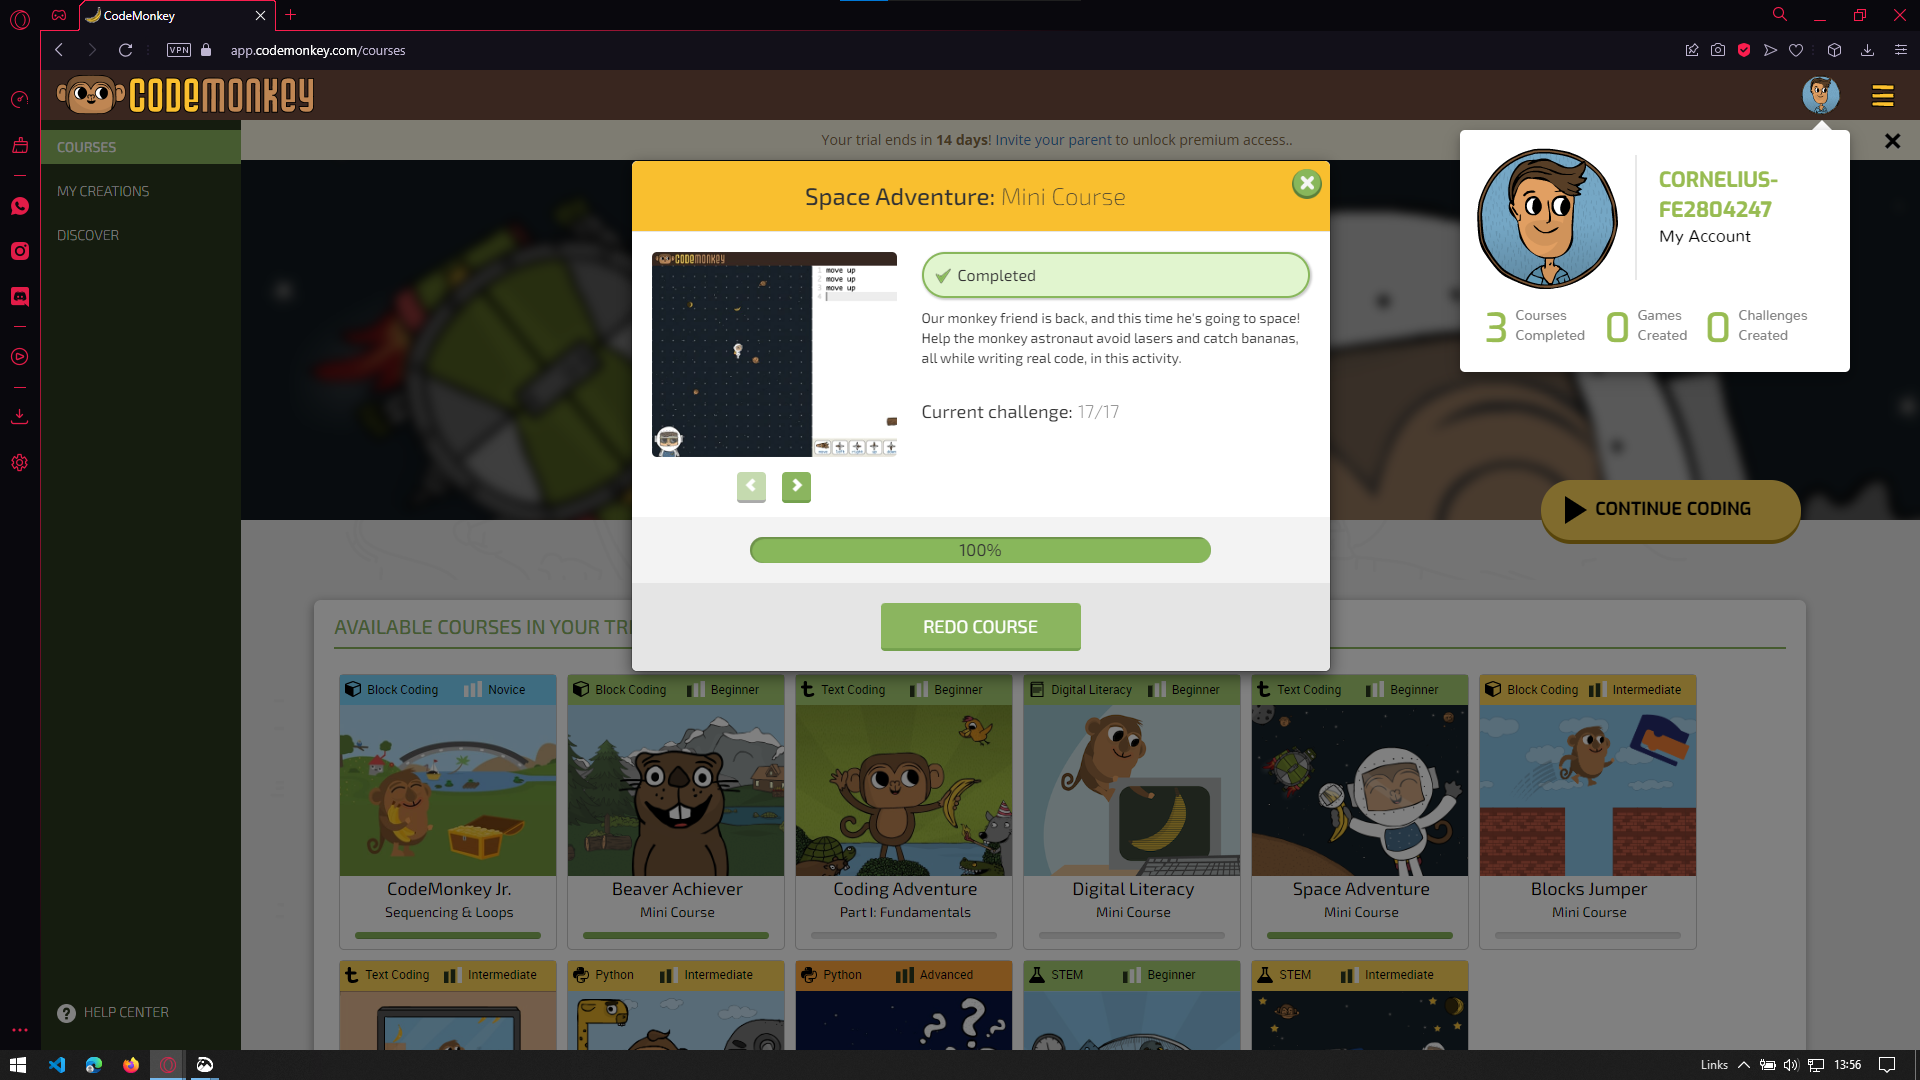 CodeMonkey
VPN
app.codemonkey.com/courses
CODEMONKEY
COURSES
MY CREATIONS
DISCOVER
HELP CENTER
Your trial ends in 14 days! Invite your parent to unlock premium access..
CORNELIUS-
FE2804247
My Account
3 Courses Completed
0 Games Created
0 Challenges Created
Space Adventure: Mini Course
CODEMONKEY
1 move up
2 move up
3 move up
4
Completed
Our monkey friend is back, and this time he's going to space!
Help the monkey astronaut avoid lasers and catch bananas,
all while writing real code, in this activity.
Current challenge: 17/17
100%
REDO COURSE
CONTINUE CODING
AVAILABLE COURSES IN YOUR TRI
Block Coding Novice
CodeMonkey Jr.
Sequencing & Loops
Block Coding Beginner
Beaver Achiever
Mini Course
Text Coding Beginner
Coding Adventure
Part I: Fundamentals
Digital Literacy Beginner
Digital Literacy
Mini Course
Text Coding Beginner
Space Adventure
Mini Course
Block Coding Intermediate
Blocks Jumper
Mini Course
Text Coding Intermediate
Python Intermediate
Python Advanced
STEM Beginner
STEM Intermediate
Links
13:56